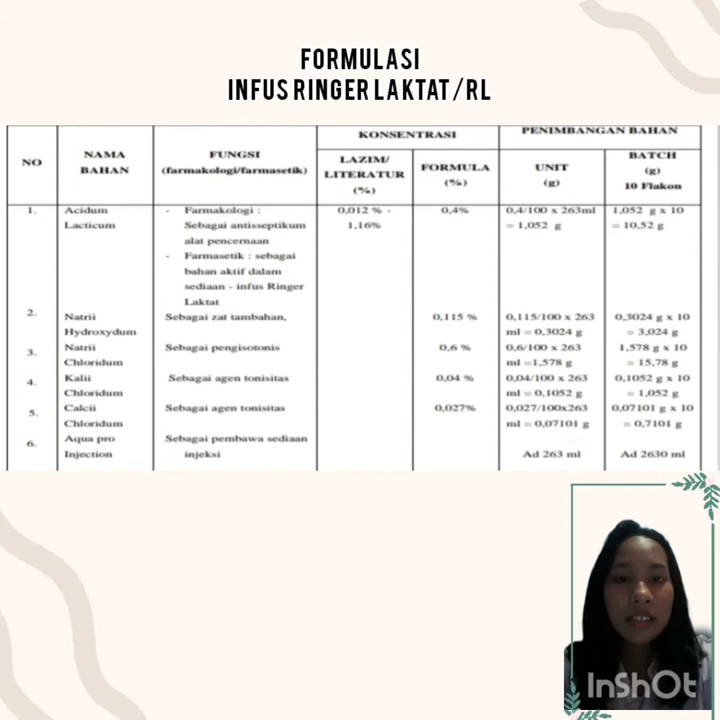 FORMULASI
INFUS RINGER LAKTAT / RL
NO
NAMA
BAHAN
FUNGSI
(farmakologi/farmasetik)
KONSENTRASI
LAZIM/
LITERATUR
(%)
FORMULA
(%)
PENIMBANGAN BAHAN
UNIT
(g)
BATCH
(g)
10 Flakon
1.
Acidum
Lacticum
- Farmakologi :
Sebagai antisseptikum
alat pencernaan
- Farmasetik : sebagai
bahan aktif dalam
sediaan - infus Ringer
Laktat
0,012 % -
1,16%
0,4%
0,4/100 x 263ml
= 1,052 g
1,052 g x 10
= 10,52 g
2.
Natrii
Hydroxydum
Sebagai zat tambahan,
0,115 %
0,115/100 x 263
ml = 0,3024 g
0,3024 g x 10
= 3,024 g
3.
Natrii
Chloridum
Sebagai pengisotonis
0,6 %
0,6/100 x 263
ml =1,578 g
1,578 g x 10
= 15,78 g
4.
Kalii
Chloridum
Sebagai agen tonisitas
0,04 %
0,04/100 x 263
ml = 0,1052 g
0,1052 g x 10
= 1,052 g
5.
Calcii
Chloridum
Sebagai agen tonisitas
0,027%
0,027/100x263
ml = 0,07101 g
0,07101 g x 10
= 0,7101 g
6.
Aqua pro
Injection
Sebagai pembawa sediaan
injeksi
Ad 263 ml
Ad 2630 ml
InShOt